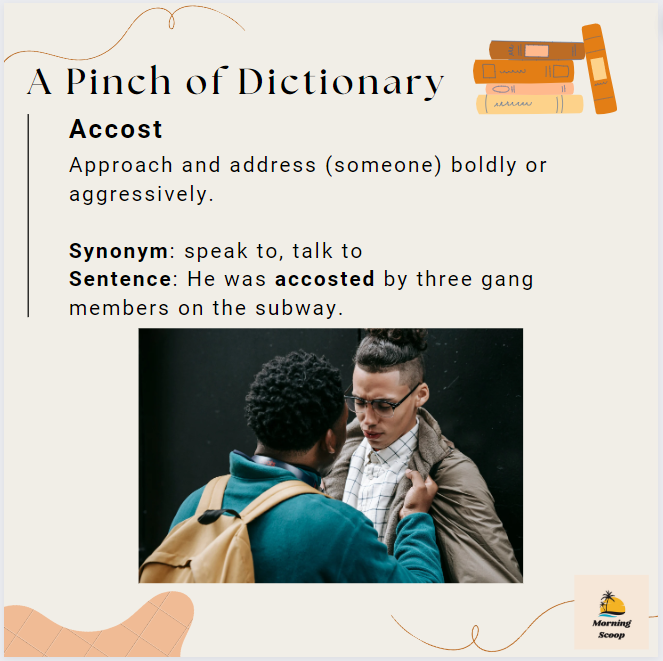 A Pinch of Dictionary
Accost
Approach and address (someone) boldly or
aggressively.
Synonym: speak to, talk to
Sentence: He was accosted by three gang
members on the subway.
Morning
Scoop